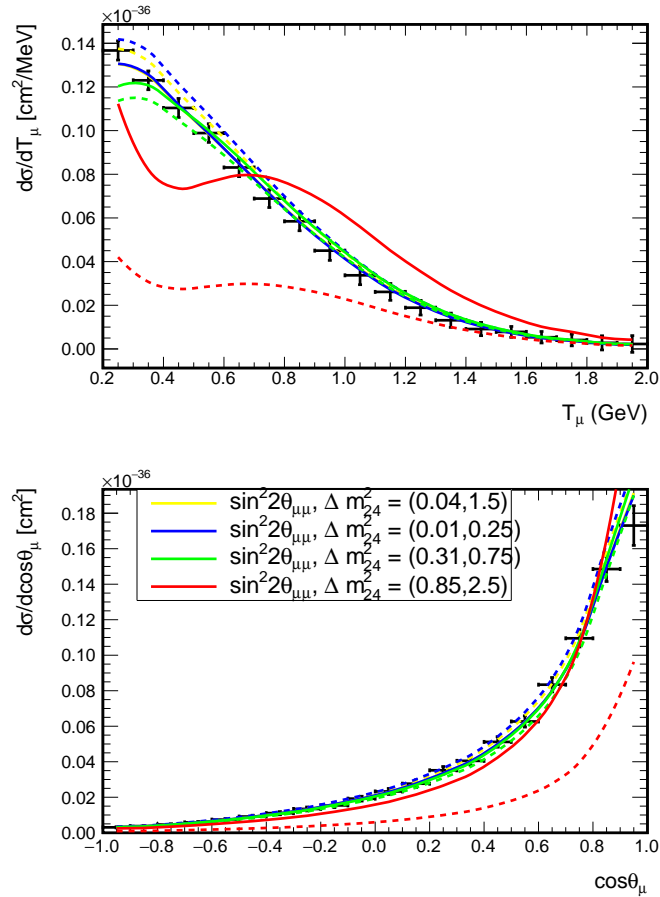 ×10⁻³⁶
dσ/dT_μ [cm²/MeV]
0.14
0.12
0.10
0.08
0.06
0.04
0.02
0.00
0.2 0.4 0.6 0.8 1.0 1.2 1.4 1.6 1.8 2.0
T_μ (GeV)
×10⁻³⁶
dσ/dcosθ_μ [cm²]
0.18
0.16
0.14
0.12
0.10
0.08
0.06
0.04
0.02
0.00
sin²2θ_μμ, Δ m²₂₄ = (0.04,1.5)
sin²2θ_μμ, Δ m²₂₄ = (0.01,0.25)
sin²2θ_μμ, Δ m²₂₄ = (0.31,0.75)
sin²2θ_μμ, Δ m²₂₄ = (0.85,2.5)
−1.0 −0.8 −0.6 −0.4 −0.2 0.0 0.2 0.4 0.6 0.8 1.0
cosθ_μ